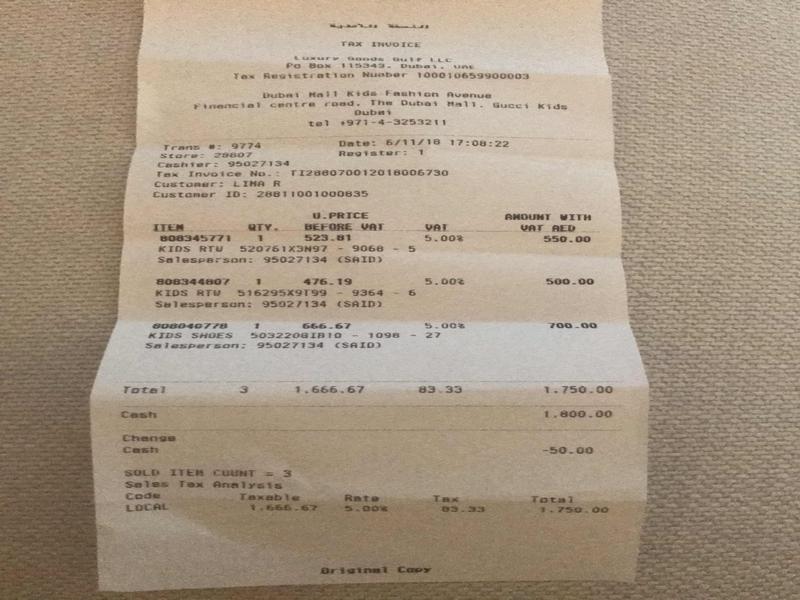 النسخة الأصلية
TAX INVOICE
Luxury Goods Gulf LLC
Po Box 115343, Dubai, UAE
Tax Registration Number 100010659900003
Dubai Mall Kids Fashion Avenue
Financial centre road, The Dubai Mall. Gucci Kids
Dubai
tel +971-4-3253211
Trans #: 9774 Date: 6/11/18 17:08:22
Store: 28807 Register: 1
Cashier: 95027134
Tax Invoice No.: TI288070012018006730
Customer: LINA R
Customer ID: 28811001000835
U.PRICE AMOUNT WITH
ITEM QTY. BEFORE VAT VAT VAT AED
808345771 1 523.81 5.00% 550.00
KIDS RTW 520761X3N97 - 9068 - 5
Salesperson: 95027134 (SAID)
808344807 1 476.19 5.00% 500.00
KIDS RTW 516295X9T99 - 9364 - 6
Salesperson: 95027134 (SAID)
808040778 1 666.67 5.00% 700.00
KIDS SHOES 503220BIB10 - 1098 - 27
Salesperson: 95027134 (SAID)
Total 3 1.666.67 83.33 1.750.00
Cash 1.800.00
Change
Cash -50.00
SOLD ITEM COUNT = 3
Sales Tax Analysis
Code Taxable Rate Tax Total
LOCAL 1.666.67 5.00% 83.33 1.750.00
Original Copy